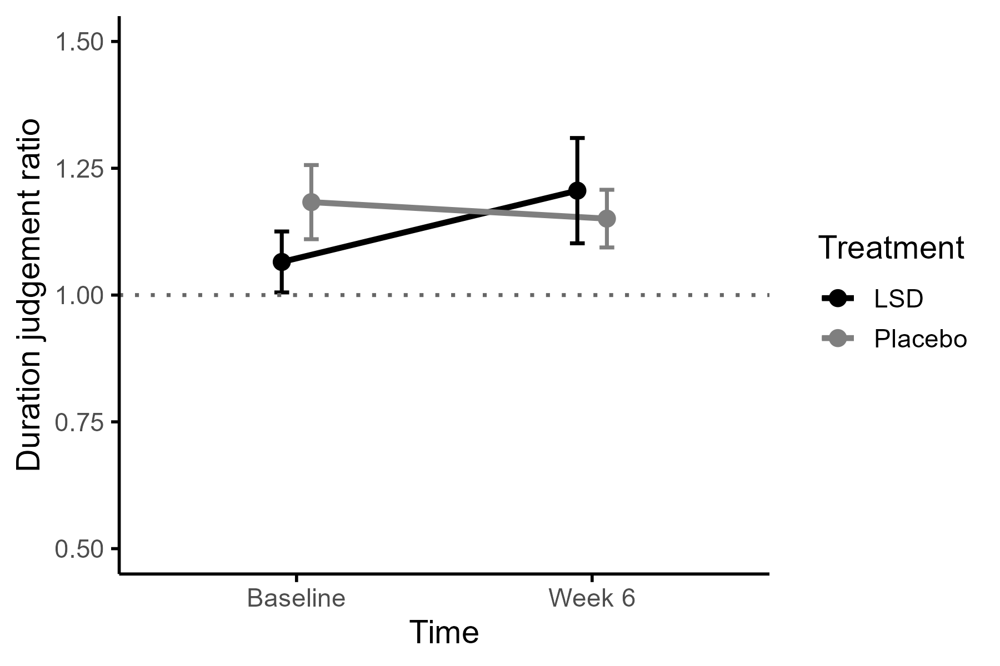 Duration judgement ratio
1.50
1.25
1.00
0.75
0.50
Baseline
Week 6
Time
Treatment
LSD
Placebo